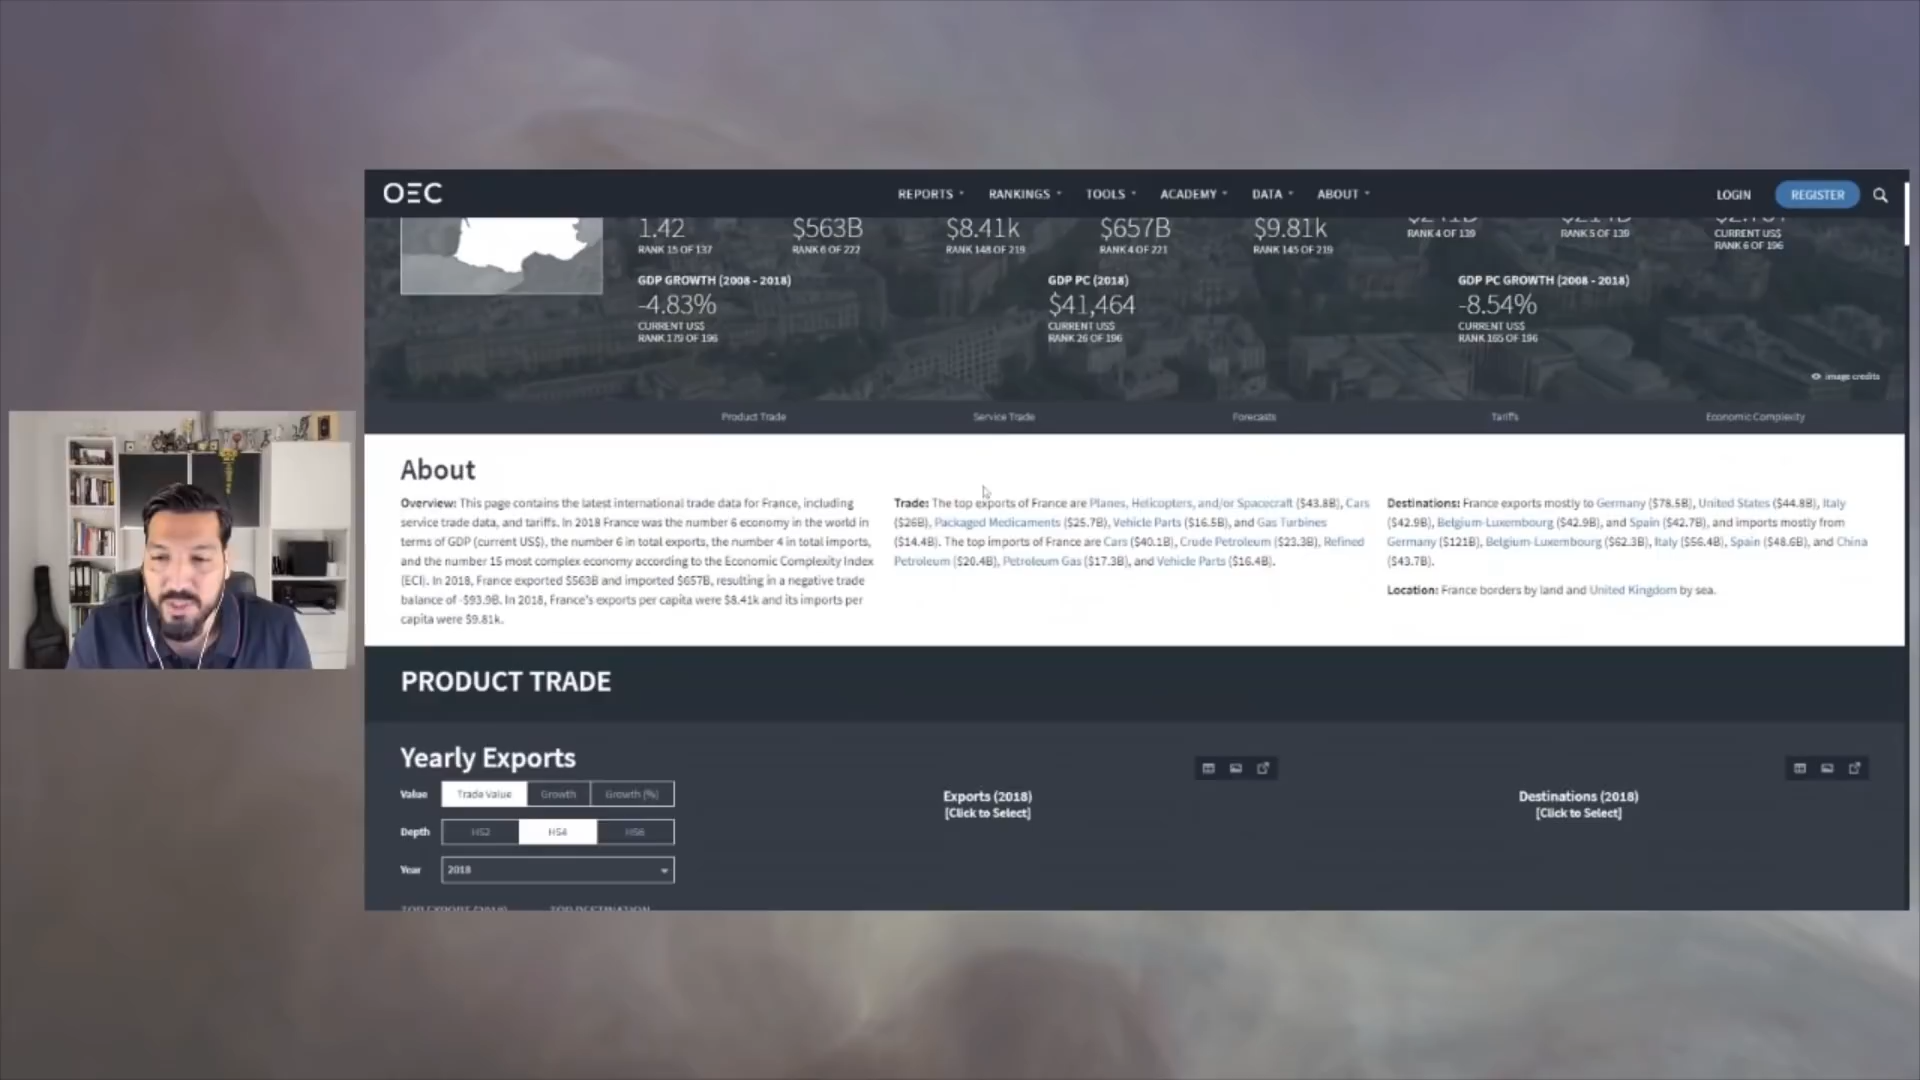 OEC
REPORTS
RANKINGS
TOOLS
ACADEMY
DATA
ABOUT
LOGIN
REGISTER
1.42
RANK 15 OF 137
$563B
RANK 6 OF 222
$8.41k
RANK 148 OF 219
$657B
RANK 4 OF 221
$9.81k
RANK 145 OF 219
RANK 4 OF 139
RANK 5 OF 139
CURRENT US$
RANK 6 OF 196
GDP GROWTH (2008 - 2018)
-4.83%
CURRENT US$
RANK 179 OF 196
GDP PC (2018)
$41,464
CURRENT US$
RANK 26 OF 196
GDP PC GROWTH (2008 - 2018)
-8.54%
CURRENT US$
RANK 165 OF 196
image credits
Product Trade
Service Trade
Forecasts
Tariffs
Economic Complexity
About
Overview: This page contains the latest international trade data for France, including
service trade data, and tariffs. In 2018 France was the number 6 economy in the world in
terms of GDP (current US$), the number 6 in total exports, the number 4 in total imports,
and the number 15 most complex economy according to the Economic Complexity Index
(ECI). In 2018, France exported $563B and imported $657B, resulting in a negative trade
balance of -$93.9B. In 2018, France's exports per capita were $8.41k and its imports per
capita were $9.81k.
Trade: The top exports of France are Planes, Helicopters, and/or Spacecraft ($43.8B), Cars
($26B), Packaged Medicaments ($25.7B), Vehicle Parts ($16.5B), and Gas Turbines
($14.4B). The top imports of France are Cars ($40.1B), Crude Petroleum ($23.3B), Refined
Petroleum ($20.4B), Petroleum Gas ($17.3B), and Vehicle Parts ($16.4B).
Destinations: France exports mostly to Germany ($78.5B), United States ($44.8B), Italy
($42.9B), Belgium-Luxembourg ($42.9B), and Spain ($42.7B), and imports mostly from
Germany ($121B), Belgium-Luxembourg ($62.3B), Italy ($56.4B), Spain ($48.6B), and China
($43.7B).
Location: France borders by land and United Kingdom by sea.
PRODUCT TRADE
Yearly Exports
Value
Trade Value
Growth
Growth (%)
Depth
HS2
HS4
HS6
Year
2018
Exports (2018)
[Click to Select]
Destinations (2018)
[Click to Select]